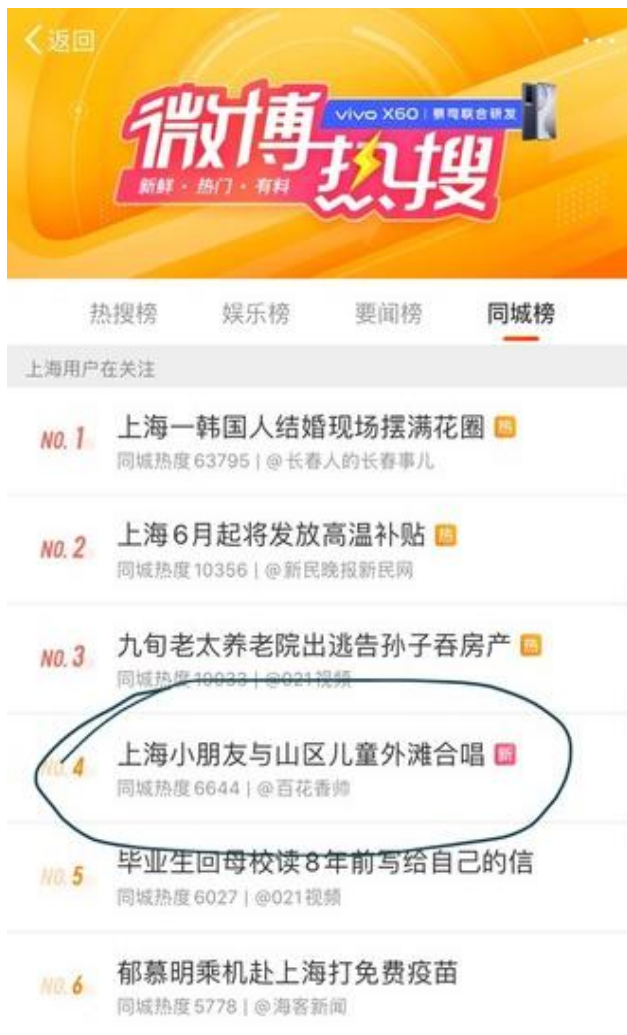 返回
微博热搜
vivo X60 | 蔡司联合研发
新鲜·热门·有料
热搜榜 娱乐榜 要闻榜 同城榜
上海用户在关注
NO. 1 上海一韩国人结婚现场摆满花圈 热
同城热度 63795 | @长春人的长春事儿
NO. 2 上海6月起将发放高温补贴 热
同城热度 10356 | @新民晚报新民网
NO. 3 九旬老太养老院出逃告孙子吞房产 热
同城热度 10033 | @021视频
NO. 4 上海小朋友与山区儿童外滩合唱 新
同城热度 6644 | @百花香帅
NO. 5 毕业生回母校读8年前写给自己的信
同城热度 6027 | @021视频
NO. 6 郁慕明乘机赴上海打免费疫苗
同城热度 5778 | @海客新闻